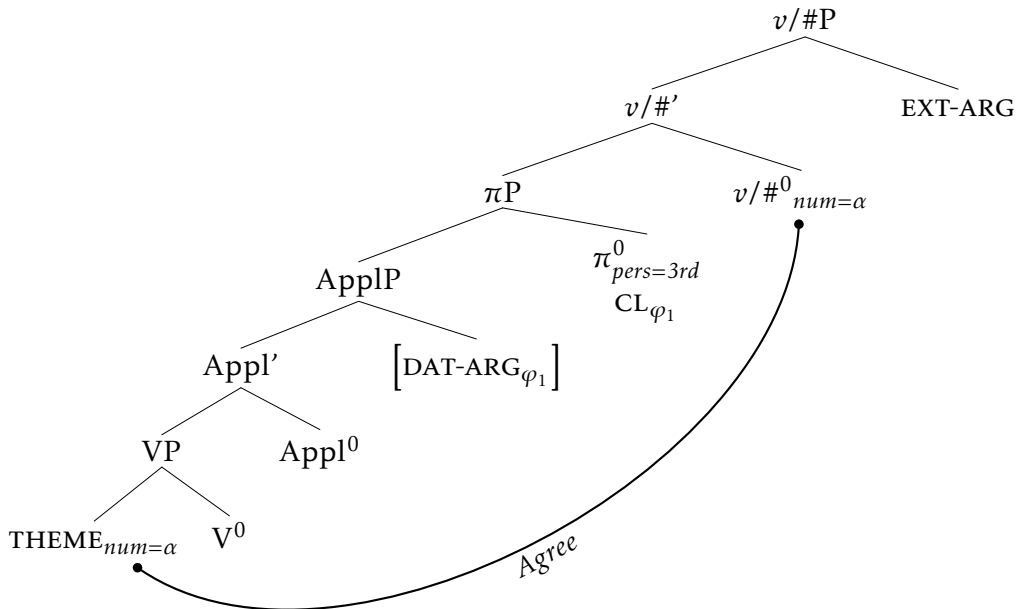 v/#P
v/#’ EXT-ARG
πP v/#⁰num=α
ApplP π⁰pers=3rd
CLφ₁
Appl’ [DAT-ARGφ₁]
VP Appl⁰
THEMEnum=α V⁰
Agree